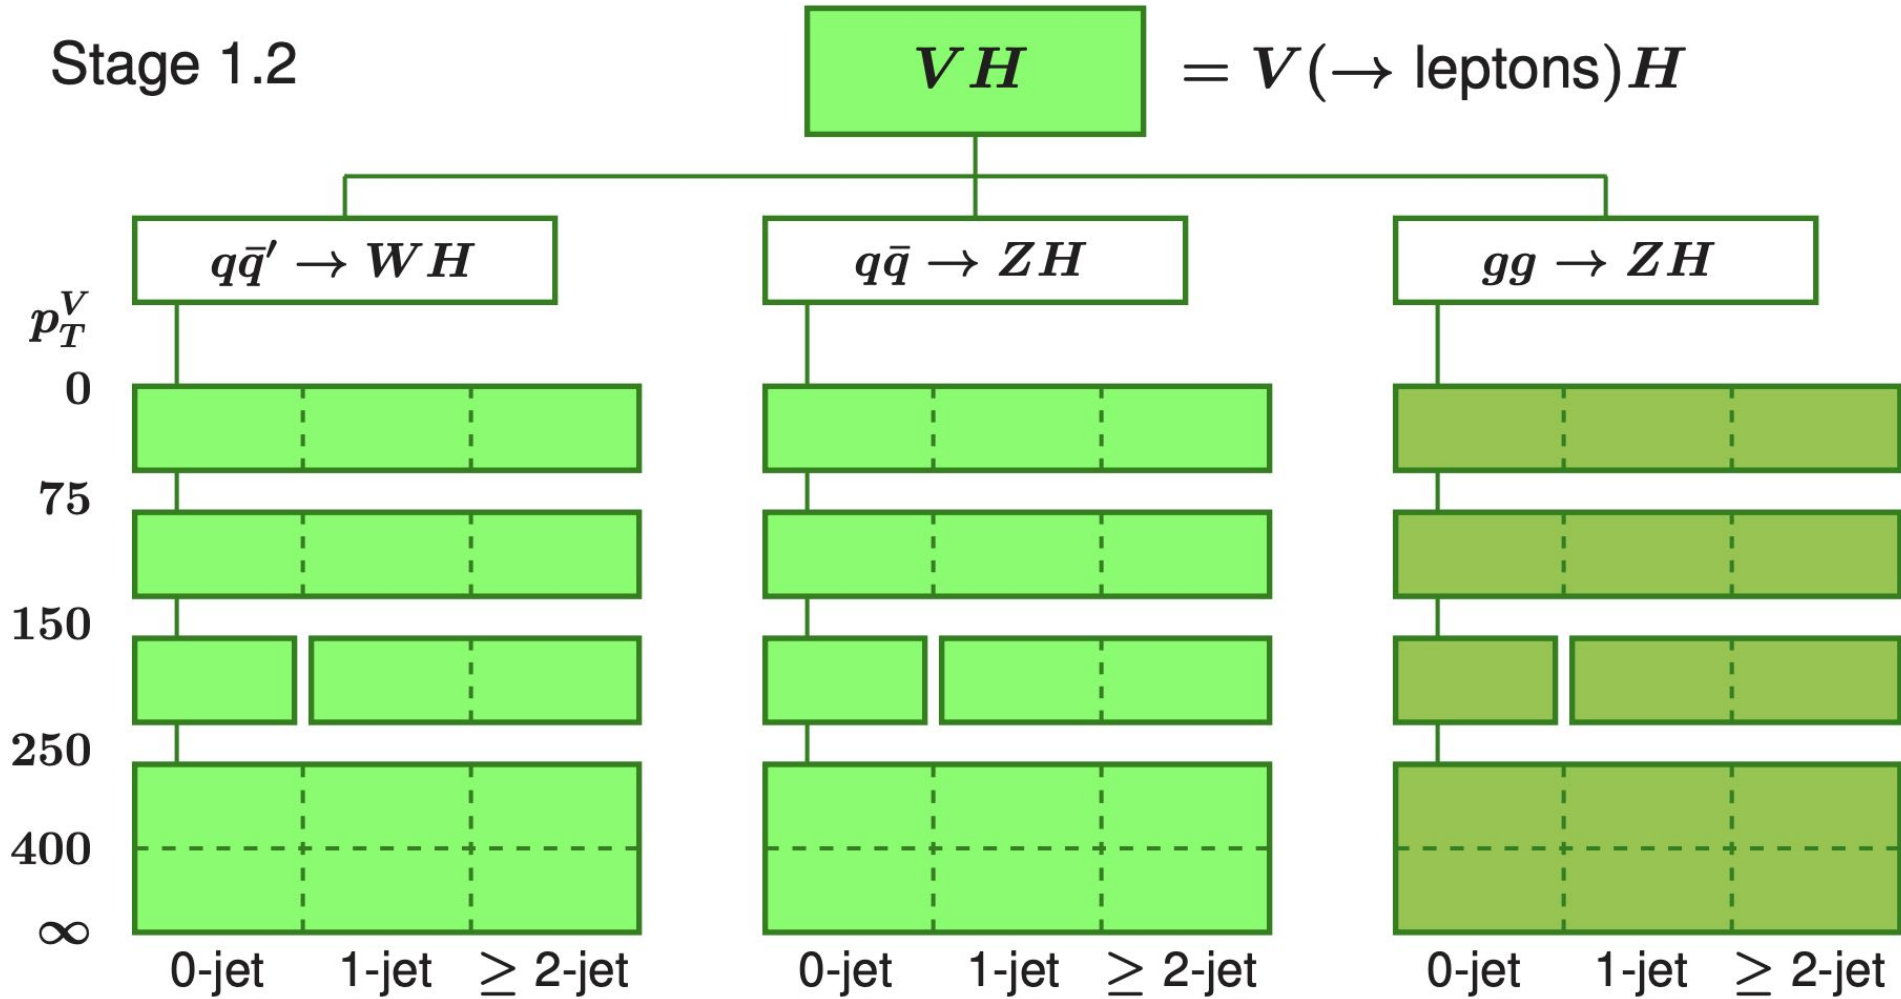 Stage 1.2
VH = V(→ leptons)H
qq̄′ → WH
qq̄ → ZH
gg → ZH
p_T^V
0
75
150
250
400
∞
0-jet 1-jet ≥ 2-jet 0-jet 1-jet ≥ 2-jet 0-jet 1-jet ≥ 2-jet